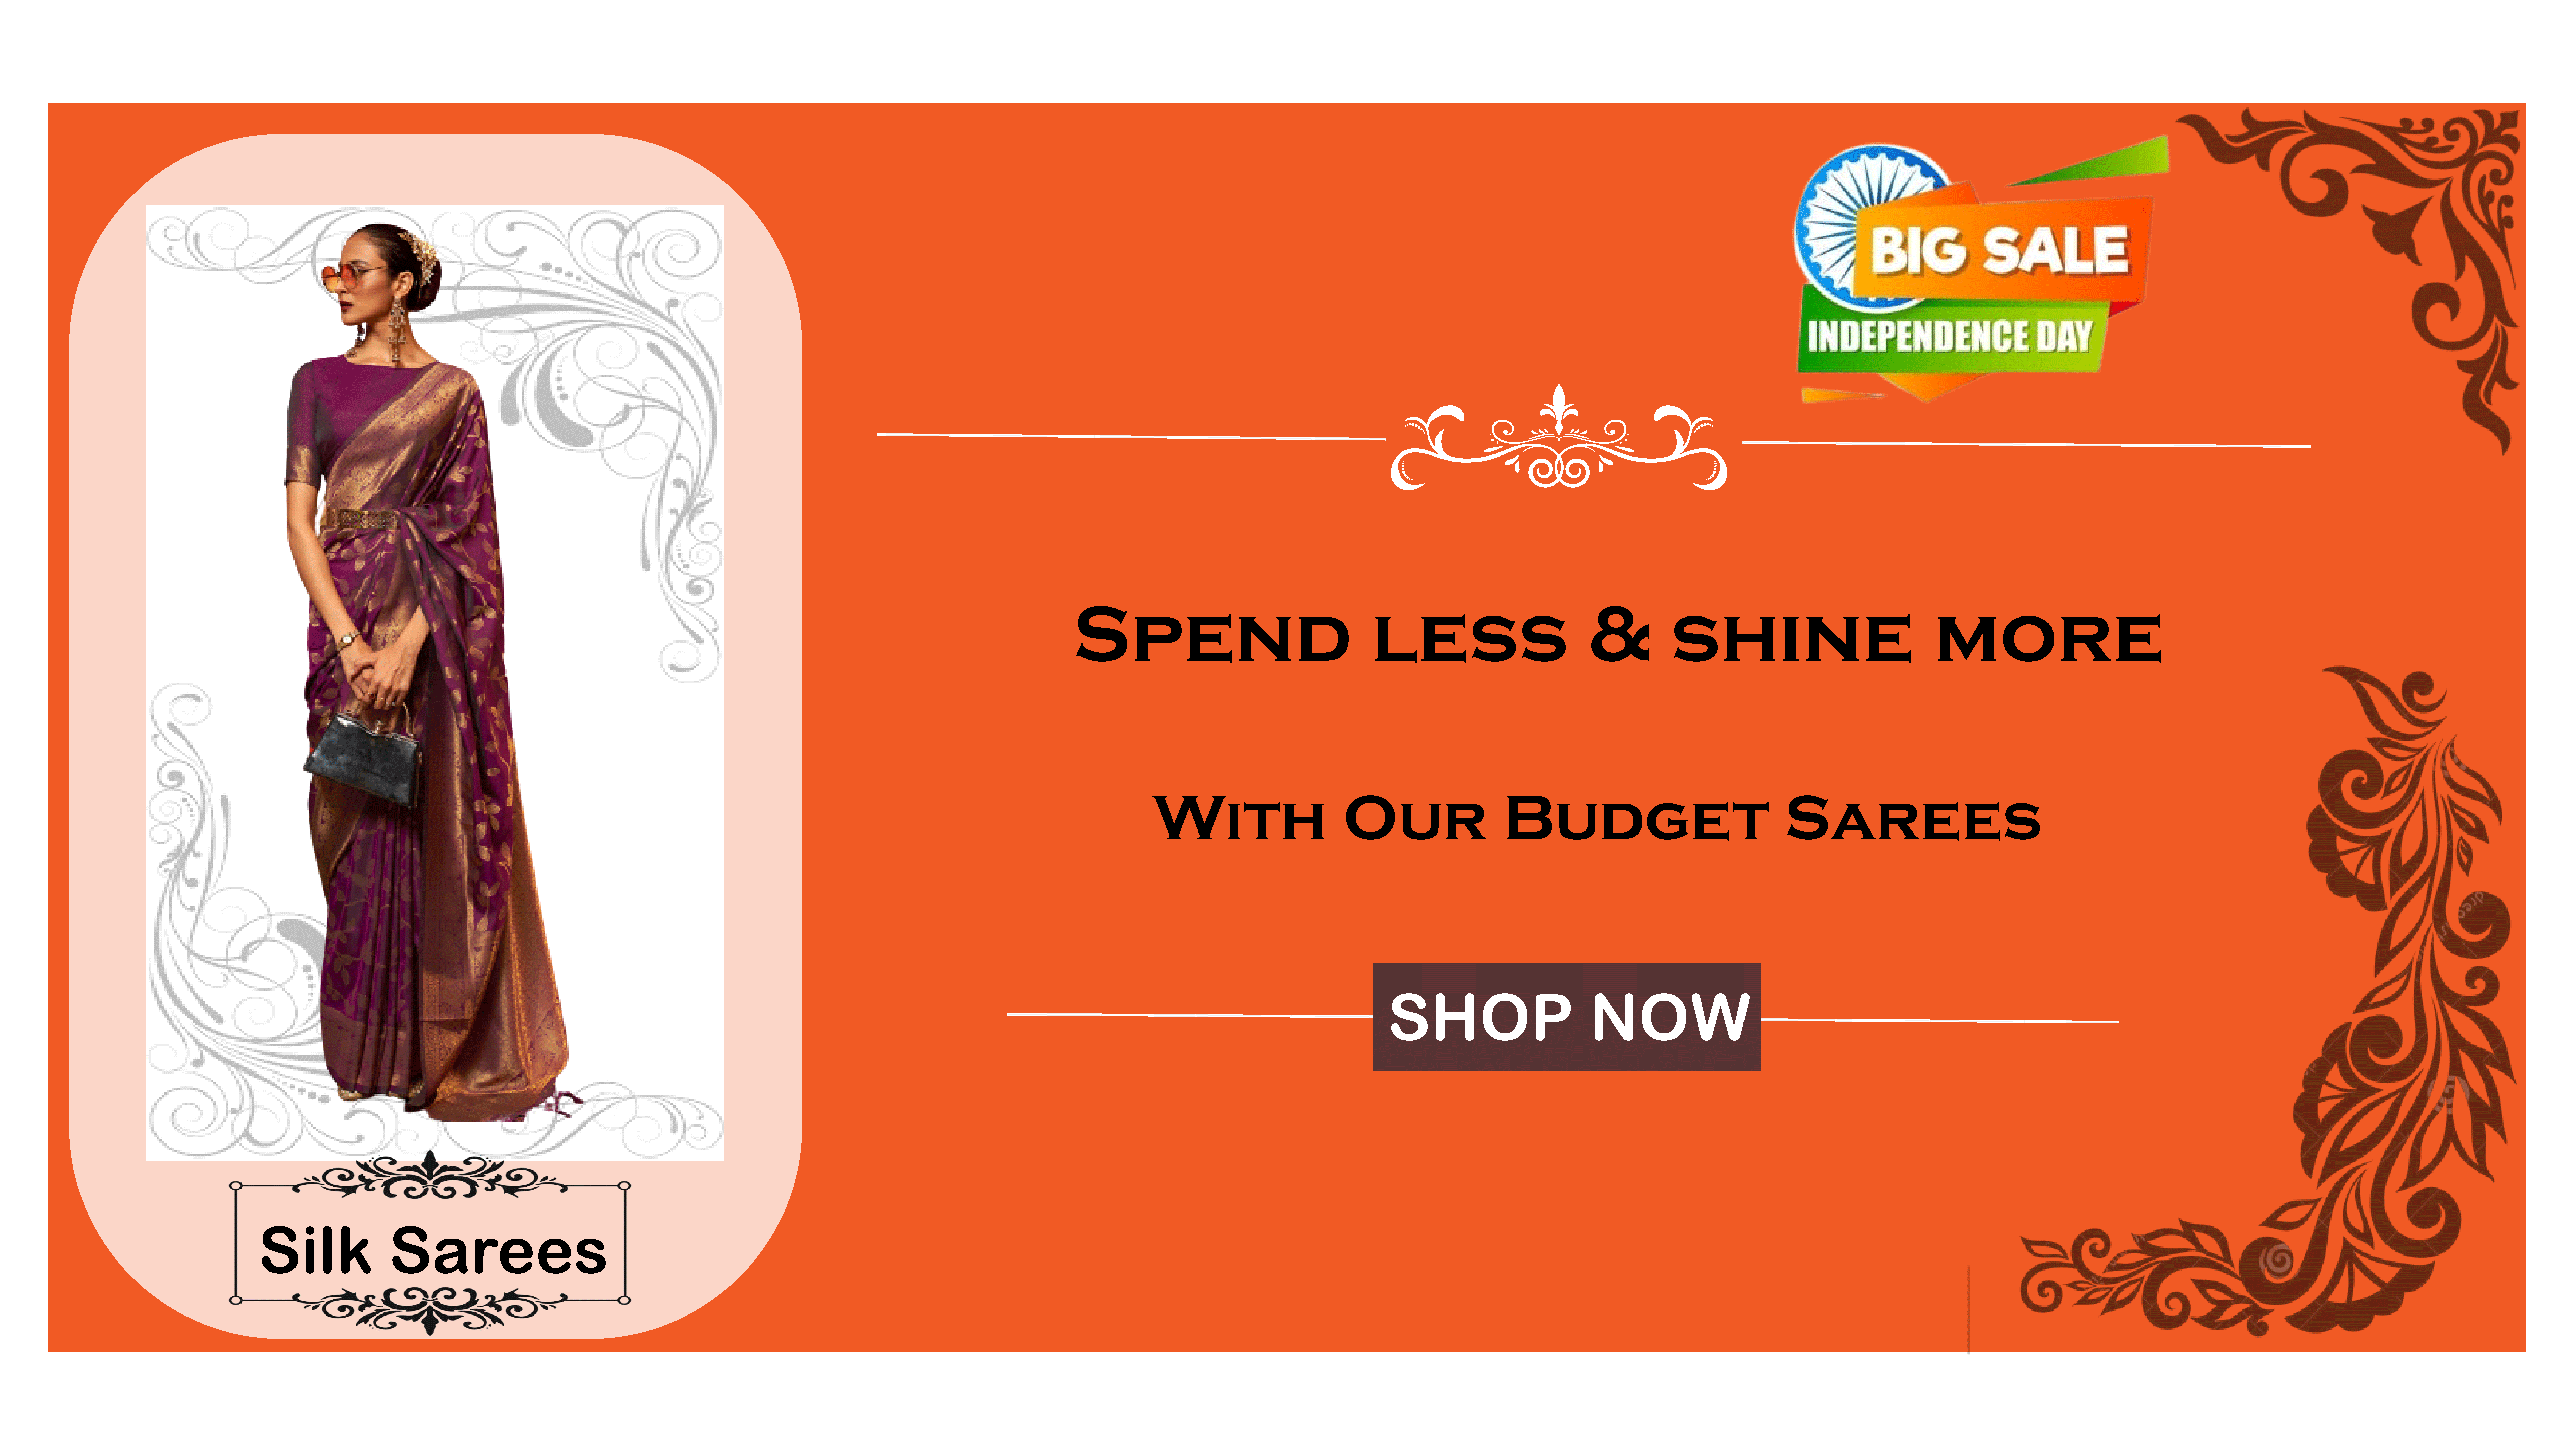 BIG SALE
INDEPENDENCE DAY
Spend less & shine more
With Our Budget Sarees
SHOP NOW
Silk Sarees